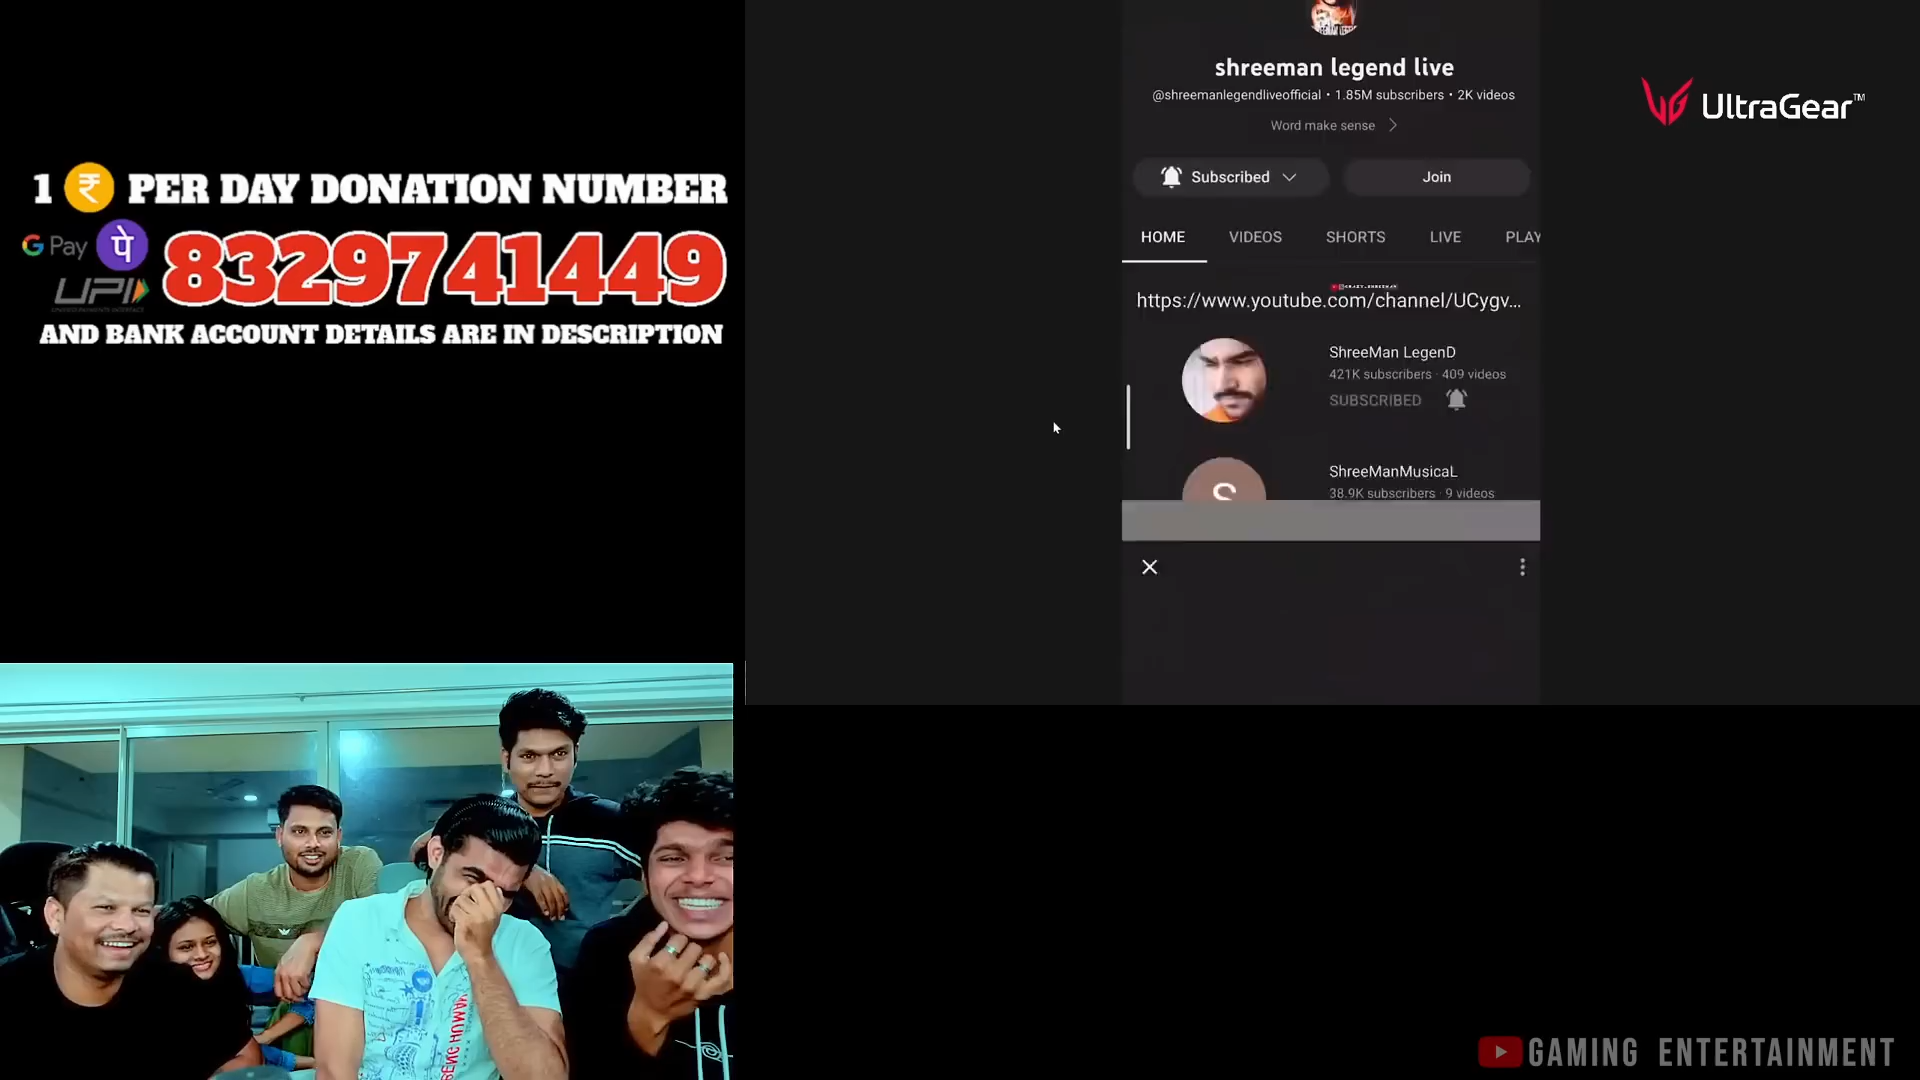 1 ₹ PER DAY DONATION NUMBER
G Pay पे 8329741449
UPI
AND BANK ACCOUNT DETAILS ARE IN DESCRIPTION
shreeman legend live
@shreemanlegendliveofficial • 1.85M subscribers • 2K videos
Word make sense
Subscribed
Join
HOME VIDEOS SHORTS LIVE PLAY
https://www.youtube.com/channel/UCygv...
ShreeMan LegenD
421K subscribers · 409 videos
SUBSCRIBED
S
ShreeManMusicaL
38.9K subscribers · 9 videos
UltraGear™
GAMING ENTERTAINMENT